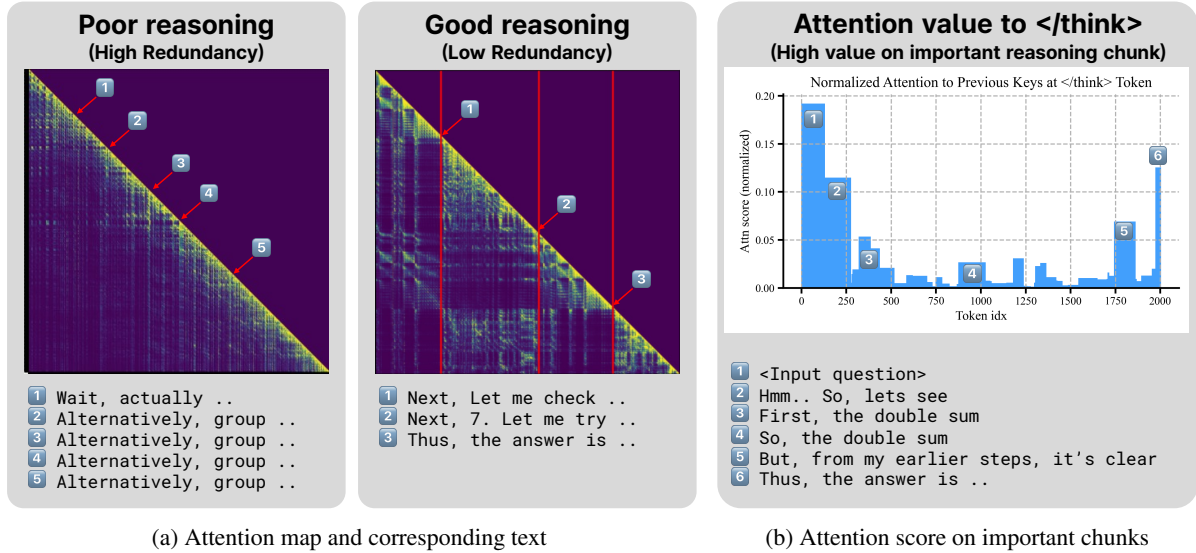 Poor reasoning
(High Redundancy)
1
2
3
4
5
1 Wait, actually ..
2 Alternatively, group ..
3 Alternatively, group ..
4 Alternatively, group ..
5 Alternatively, group ..
Good reasoning
(Low Redundancy)
1
2
3
1 Next, Let me check ..
2 Next, 7. Let me try ..
3 Thus, the answer is ..
(a) Attention map and corresponding text
Attention value to </think>
(High value on important reasoning chunk)
Normalized Attention to Previous Keys at </think> Token
Attn score (normalized)
0.20
0.15
0.10
0.05
0.00
1
2
3
4
5
6
0 250 500 750 1000 1250 1500 1750 2000
Token idx
1 <Input question>
2 Hmm.. So, lets see
3 First, the double sum
4 So, the double sum
5 But, from my earlier steps, it's clear
6 Thus, the answer is ..
(b) Attention score on important chunks